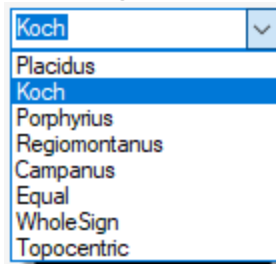 Koch
Placidus
Koch
Porphyrius
Regiomontanus
Campanus
Equal
WholeSign
Topocentric